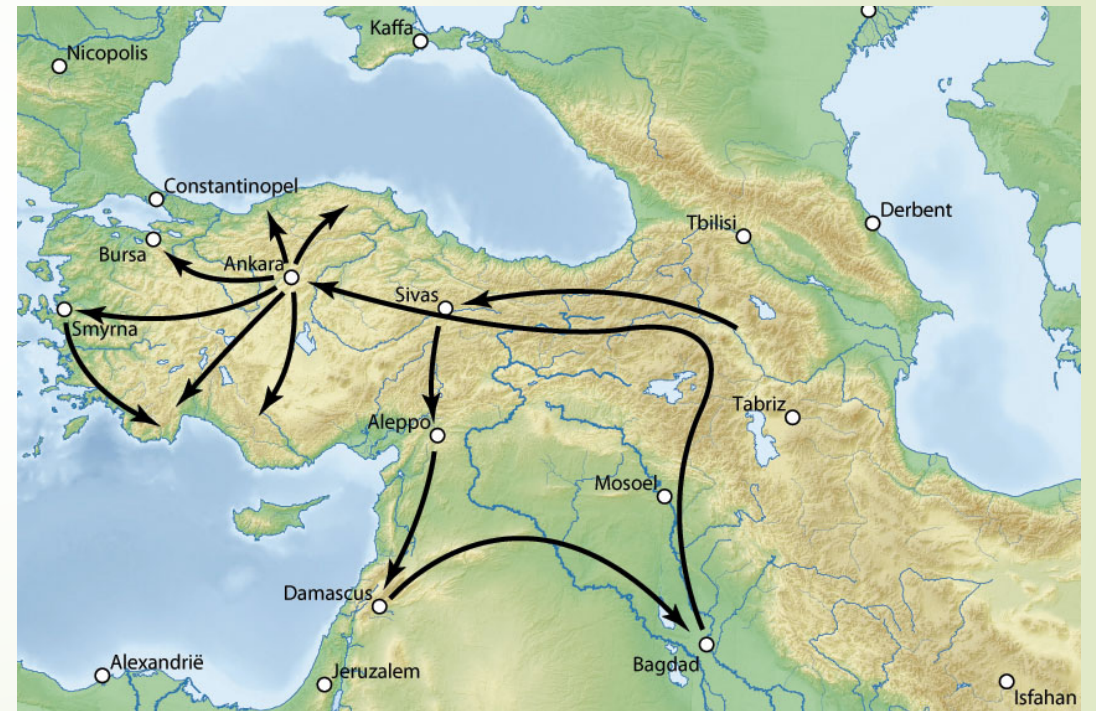 Kaffa
Nicopolis
Constantinopel
Derbent
Tbilisi
Bursa
Ankara
Sivas
Smyrna
Tabriz
Aleppo
Mosoel
Damascus
Bagdad
Alexandrië
Jeruzalem
Isfahan